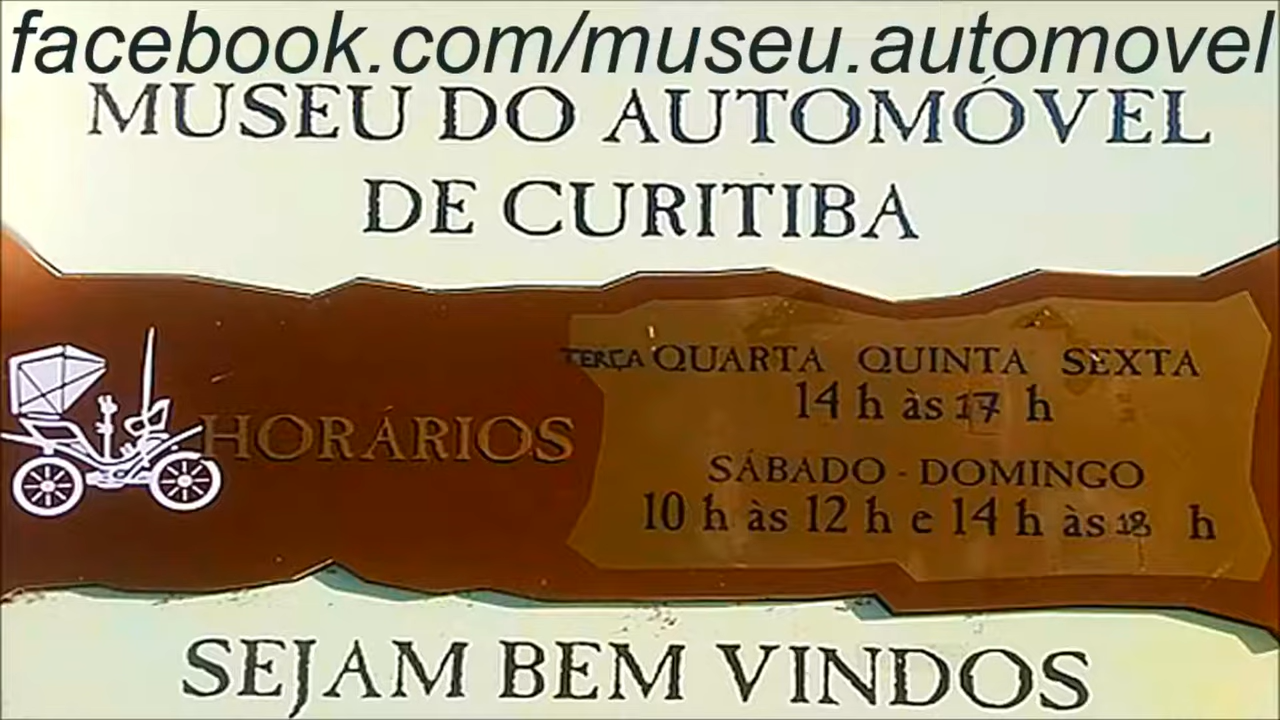 facebook.com/museu.automovel
MUSEU DO AUTOMÓVEL
DE CURITIBA
HORÁRIOS
TERÇA QUARTA QUINTA SEXTA
14 h às 17 h
SÁBADO - DOMINGO
10 h às 12 h e 14 h às 18 h
SEJAM BEM VINDOS